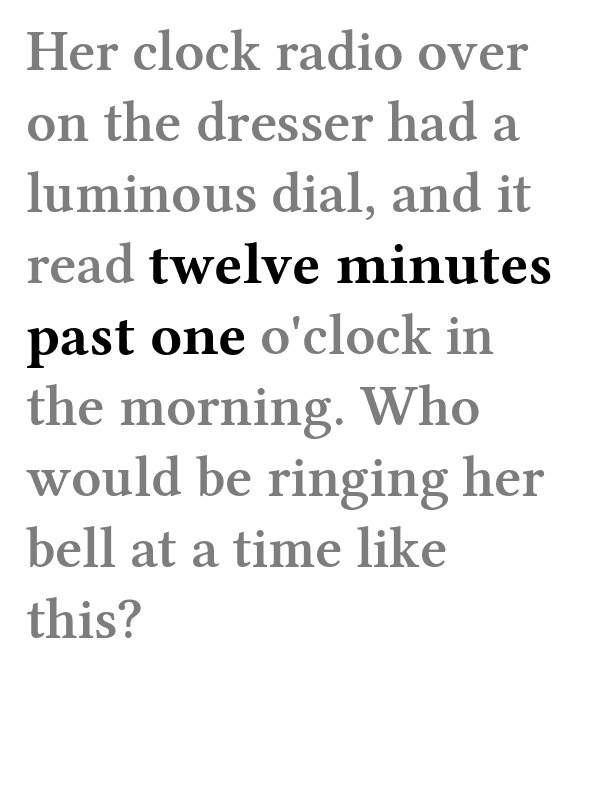 Her clock radio over
on the dresser had a
luminous dial, and it
read twelve minutes
past one o'clock in
the morning. Who
would be ringing her
bell at a time like
this?